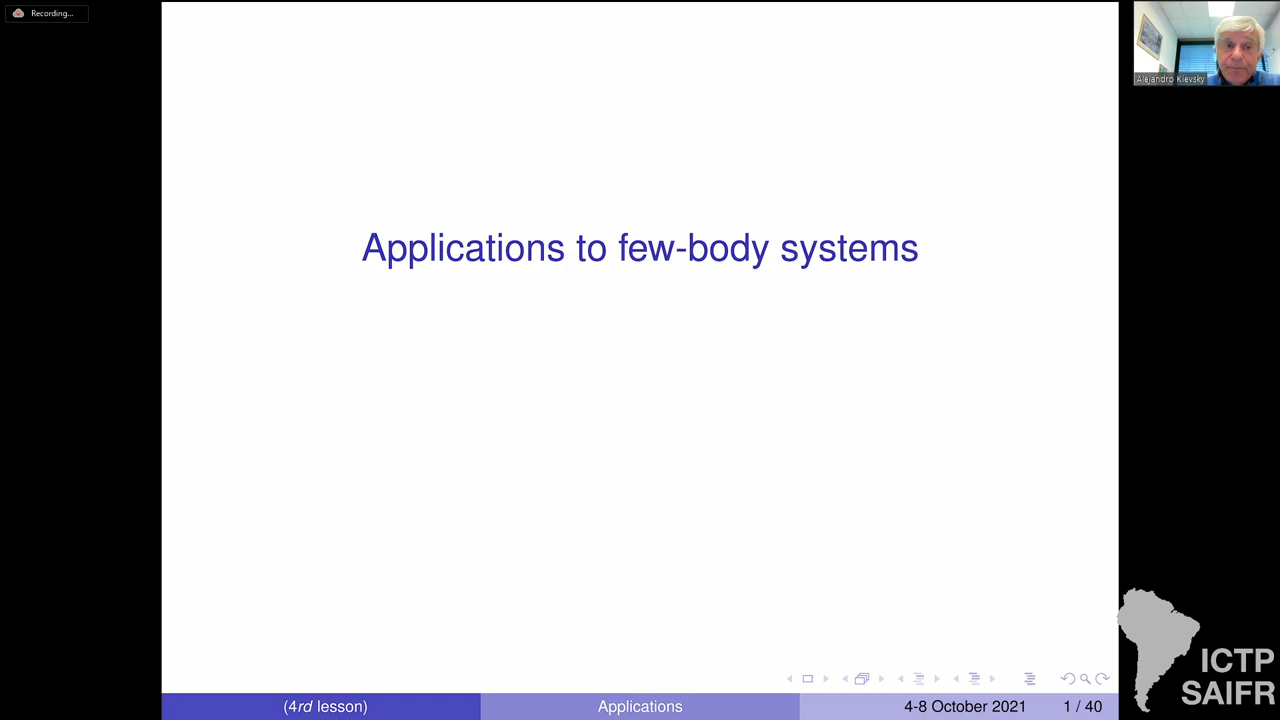 Recording...
Alejandro Kievsky
Applications to few-body systems
(4rd lesson)
Applications
4-8 October 2021
1 / 40
ICTP
SAIFR